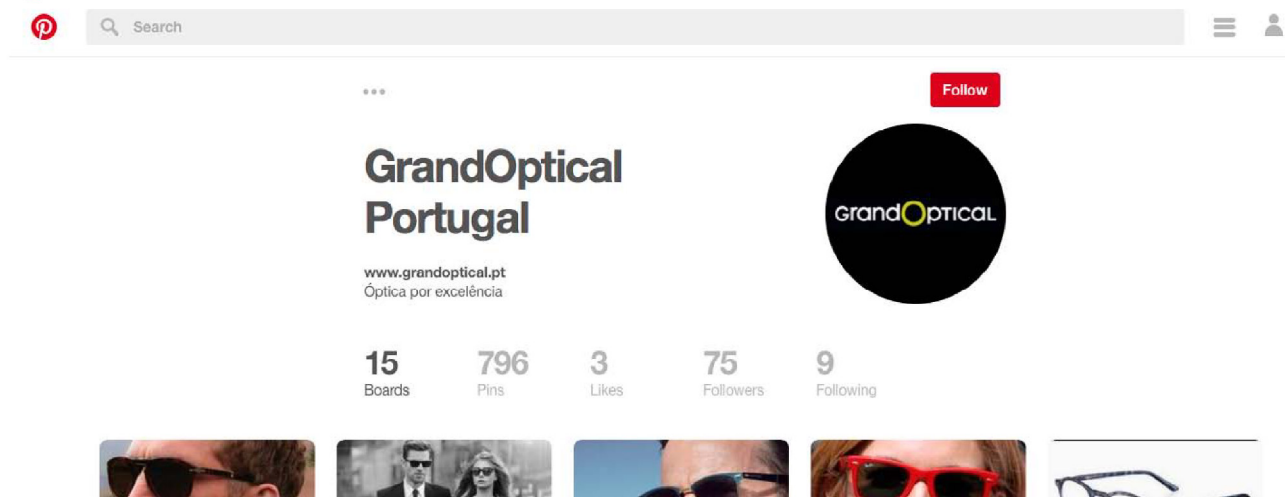 Search
Follow
GrandOptical
Portugal
GrandOptical
www.grandoptical.pt
Óptica por excelência
15
Boards
796
Pins
3
Likes
75
Followers
9
Following